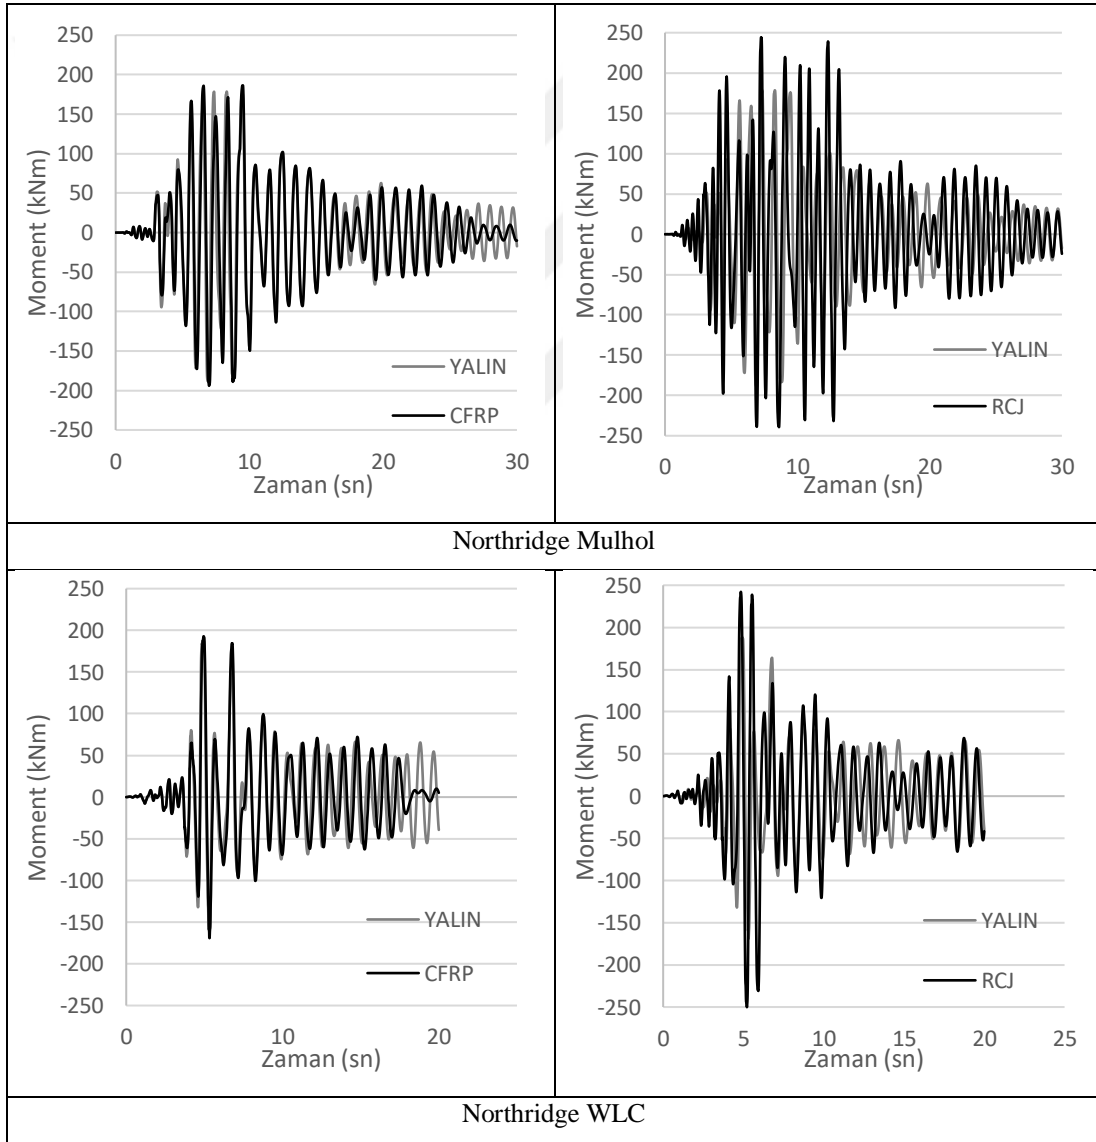 250
200
150
100
50
0
-50
-100
-150
-200
-250
Moment (kNm)
0 10 20 30
Zaman (sn)
YALIN
CFRP
250
200
150
100
50
0
-50
-100
-150
-200
-250
Moment (kNm)
0 10 20 30
Zaman (sn)
YALIN
RCJ
Northridge Mulhol
250
200
150
100
50
0
-50
-100
-150
-200
-250
Moment (kNm)
0 10 20
Zaman (sn)
YALIN
CFRP
250
200
150
100
50
0
-50
-100
-150
-200
-250
Moment (kNm)
0 5 10 15 20 25
Zaman (sn)
YALIN
RCJ
Northridge WLC